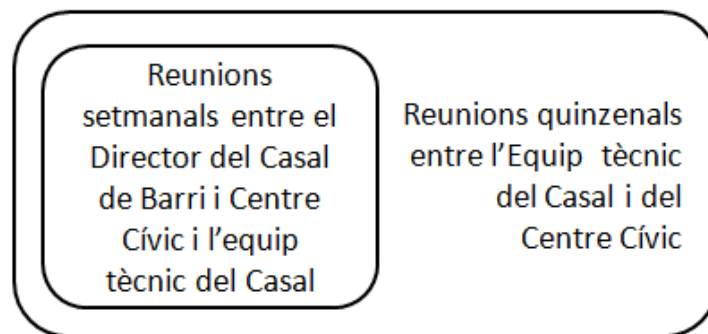 Reunions
setmanals entre el
Director del Casal
de Barri i Centre
Cívic i l’equip
tècnic del Casal
Reunions quinzenals
entre l’Equip tècnic
del Casal i del
Centre Cívic